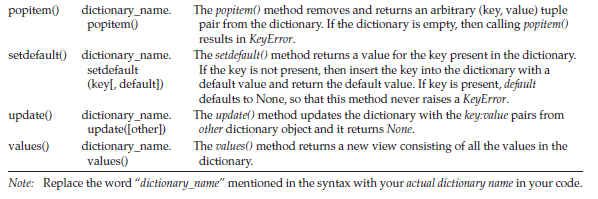 popitem() dictionary_name. The popitem() method removes and returns an arbitrary (key, value) tuple
popitem() pair from the dictionary. If the dictionary is empty, then calling popitem()
results in KeyError.
setdefault() dictionary_name. The setdefault() method returns a value for the key present in the dictionary.
setdefault If the key is not present, then insert the key into the dictionary with a
(key[, default]) default value and return the default value. If key is present, default
defaults to None, so that this method never raises a KeyError.
update() dictionary_name. The update() method updates the dictionary with the key:value pairs from
update([other]) other dictionary object and it returns None.
values() dictionary_name. The values() method returns a new view consisting of all the values in the
values() dictionary.
Note: Replace the word "dictionary_name" mentioned in the syntax with your actual dictionary name in your code.